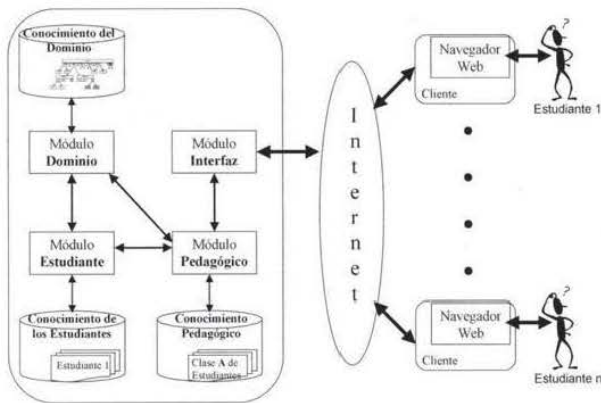 Conocimiento del
Dominio
Módulo
Dominio
Módulo
Interfaz
Módulo
Estudiante
Módulo
Pedagógico
Conocimiento de
los Estudiantes
Estudiante 1
Conocimiento
Pedagógico
Clase A de
Estudiantes
Internet
Navegador
Web
Cliente
?
Estudiante 1
Navegador
Web
Cliente
?
Estudiante n